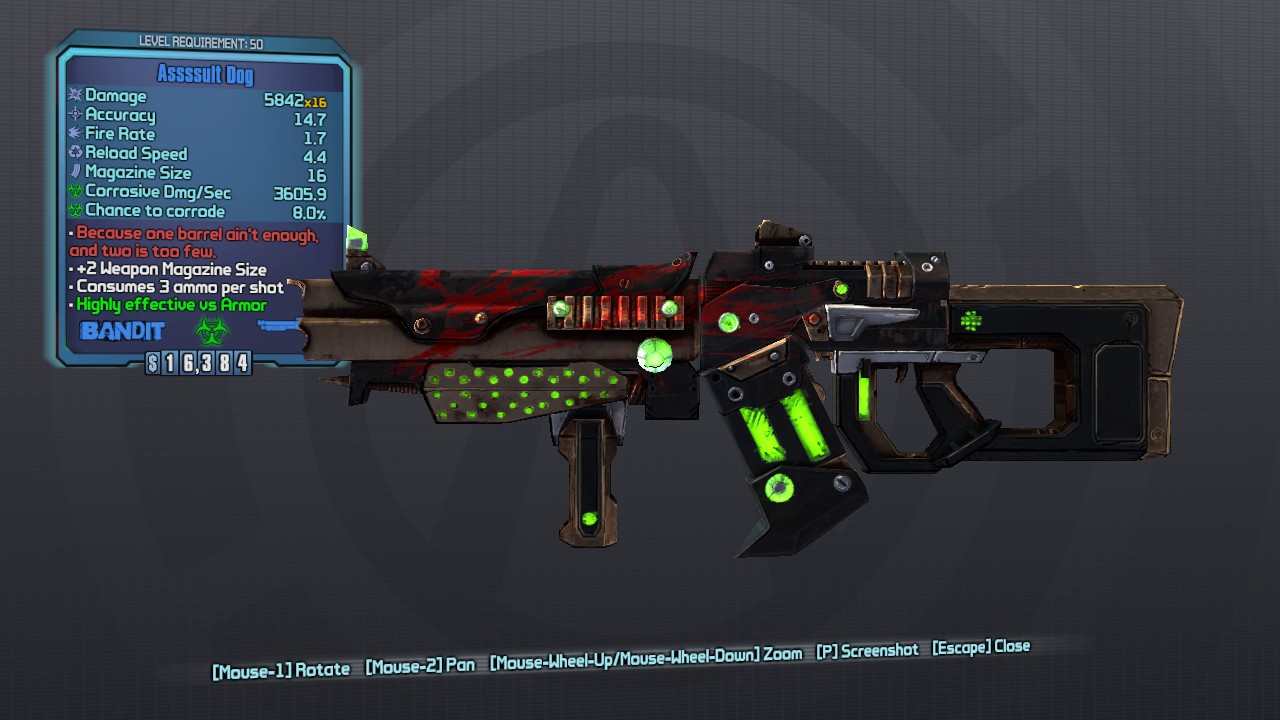 LEVEL REQUIREMENT: 50
Assssult Dog
Damage 5842x16
Accuracy 14.7
Fire Rate 1.7
Reload Speed 4.4
Magazine Size 16
Corrosive Dmg/Sec 3605.9
Chance to corrode 8.0%
• Because one barrel ain't enough,
and two is too few.
• +2 Weapon Magazine Size
• Consumes 3 ammo per shot
• Highly effective vs Armor
BANDIT
$16,384
[Mouse-1] Rotate [Mouse-2] Pan [Mouse-Wheel-Up/Mouse-Wheel-Down] Zoom [P] Screenshot [Escape] Close